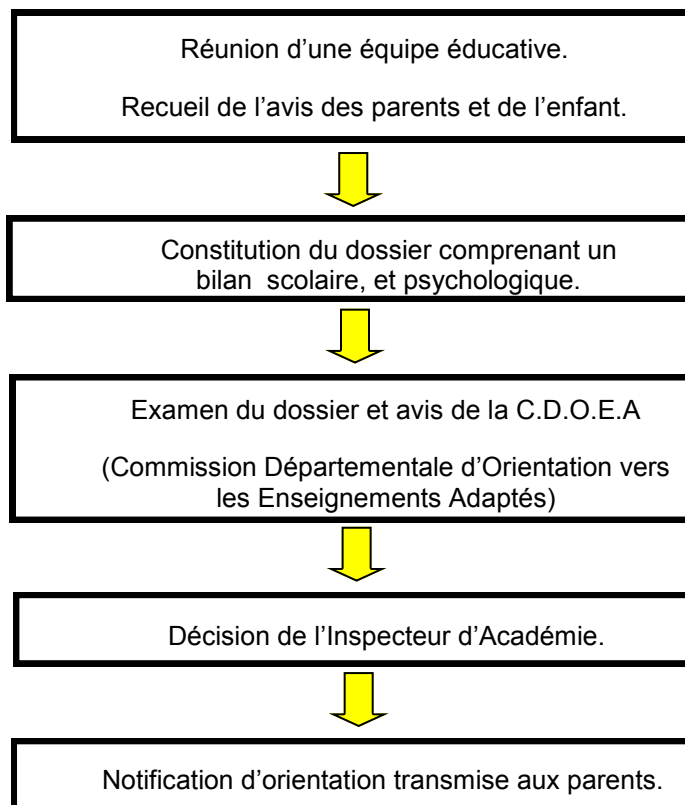 Réunion d’une équipe éducative.
Recueil de l’avis des parents et de l’enfant.
Constitution du dossier comprenant un
bilan  scolaire, et psychologique.
Examen du dossier et avis de la C.D.O.E.A
(Commission Départementale d’Orientation vers
les Enseignements Adaptés)
Décision de l’Inspecteur d’Académie.
Notification d’orientation transmise aux parents.